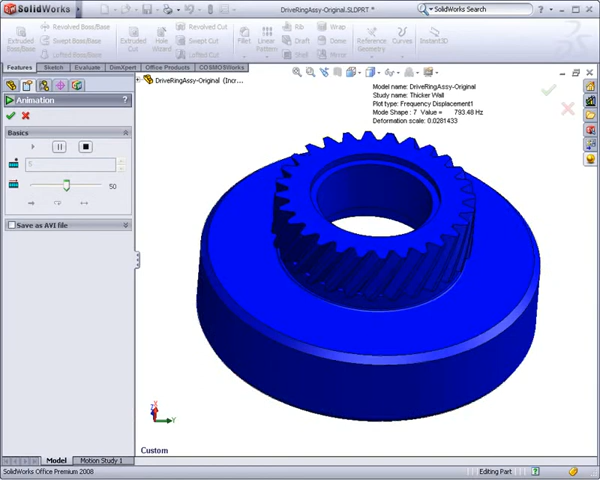 SolidWorks
DriveRingAssy-Original.SLDPRT *
SolidWorks Search
Extruded Boss/Base
Revolved Boss/Base
Swept Boss/Base
Lofted Boss/Base
Extruded Cut
Revolved Cut
Swept Cut
Lofted Cut
Fillet
Linear Pattern
Rib
Draft
Shell
Wrap
Dome
Mirror
Reference Geometry
Curves
Instant3D
Features
Sketch
Evaluate
DimXpert
Office Products
COSMOSWorks
DriveRingAssy-Original (Incr...
Animation
?
Basics
5
50
Save as AVI file
Model name: DriveRingAssy-Original
Study name: Thicker Wall
Plot type: Frequency Displacement1
Mode Shape : 7 Value = 793.48 Hz
Deformation scale: 0.0281433
X
Z
Y
Custom
Model
Motion Study 1
SolidWorks Office Premium 2008
Editing Part